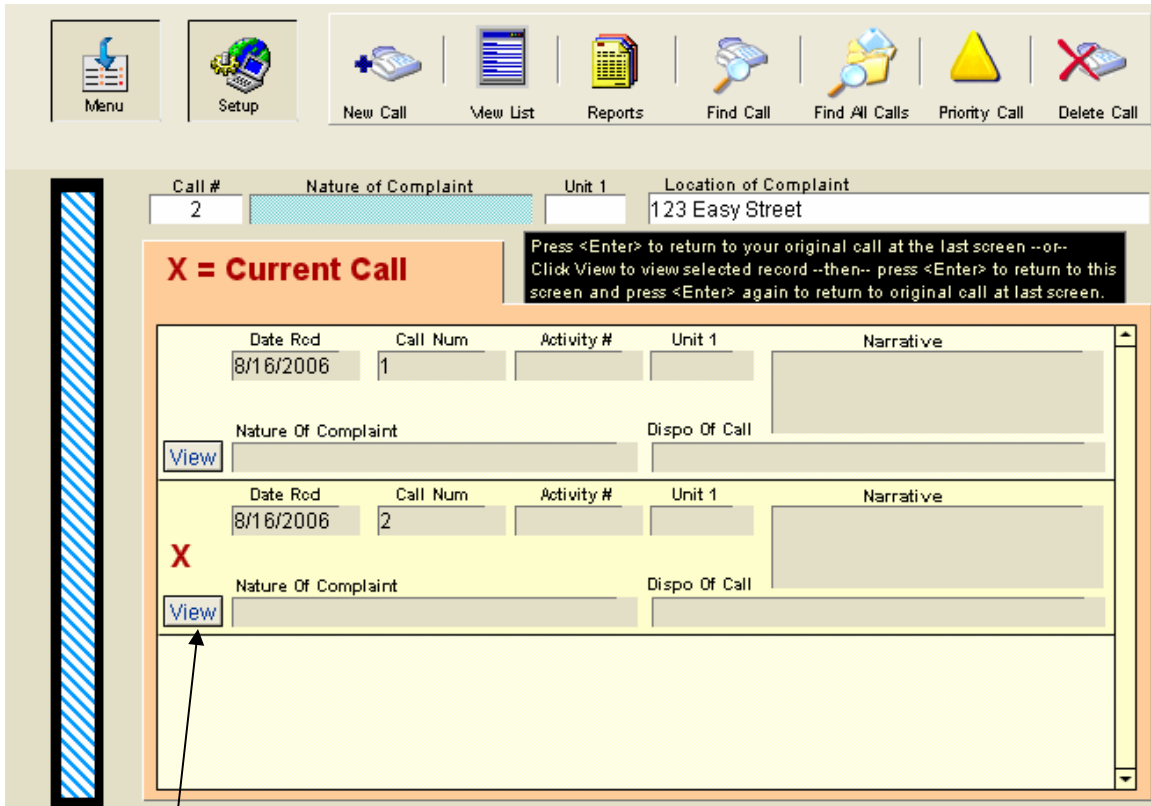 Menu Setup New Call View List Reports Find Call Find All Calls Priority Call Delete Call
Call # Nature of Complaint Unit 1 Location of Complaint
2 123 Easy Street
X = Current Call
Press <Enter> to return to your original call at the last screen --or--
Click View to view selected record --then-- press <Enter> to return to this
screen and press <Enter> again to return to original call at last screen.
Date Rcd Call Num Activity # Unit 1 Narrative
8/16/2006 1
Nature Of Complaint Dispo Of Call
View
Date Rcd Call Num Activity # Unit 1 Narrative
8/16/2006 2
X
Nature Of Complaint Dispo Of Call
View